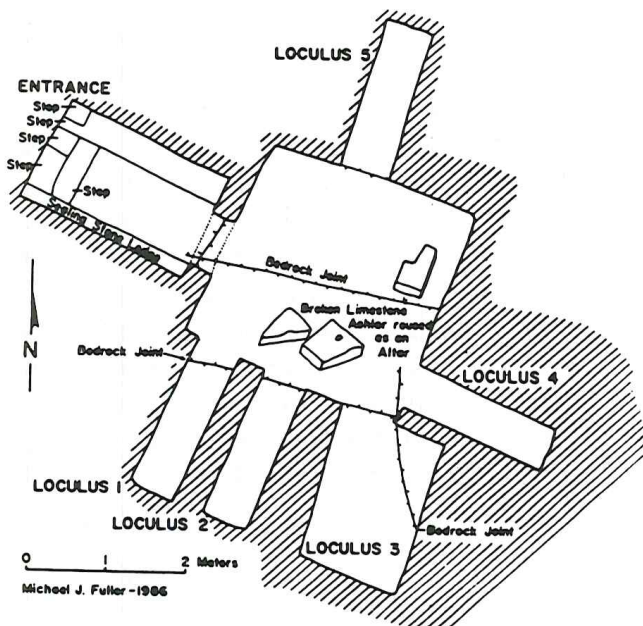 LOCULUS 5
ENTRANCE
Step
Step
Step
Step
Step
Sealing Stone Ledge
Bedrock Joint
Broken Limestone
Ashlar reused
as an
Altar
N
Bedrock Joint
LOCULUS 4
LOCULUS 1
LOCULUS 2
LOCULUS 3
Bedrock Joint
0 1 2 Meters
Michael J. Fuller-1986